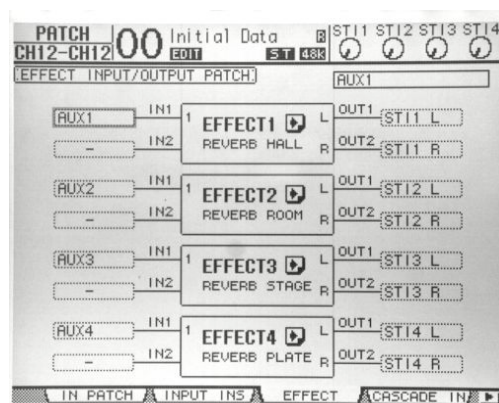 PATCH
CH12-CH12
00 Initial Data R
EDIT ST 48K
STI1 STI2 STI3 STI4
EFFECT INPUT/OUTPUT PATCH
AUX1
AUX1 IN1 1 EFFECT1 L OUT1 STI1 L
- IN2 REVERB HALL R OUT2 STI1 R
AUX2 IN1 1 EFFECT2 L OUT1 STI2 L
- IN2 REVERB ROOM R OUT2 STI2 R
AUX3 IN1 1 EFFECT3 L OUT1 STI3 L
- IN2 REVERB STAGE R OUT2 STI3 R
AUX4 IN1 1 EFFECT4 L OUT1 STI4 L
- IN2 REVERB PLATE R OUT2 STI4 R
IN PATCH INPUT INS EFFECT CASCADE IN